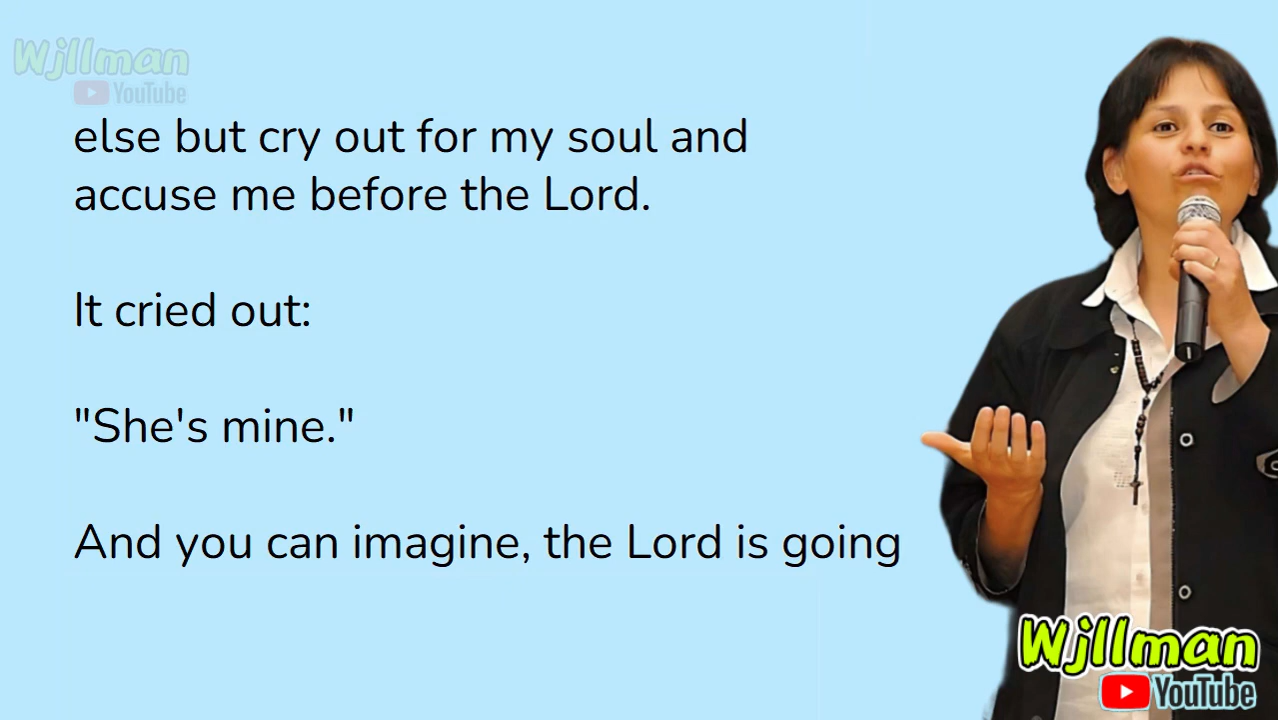 Wjllman
YouTube
else but cry out for my soul and
accuse me before the Lord.
It cried out:
"She's mine."
And you can imagine, the Lord is going
Wjllman
YouTube